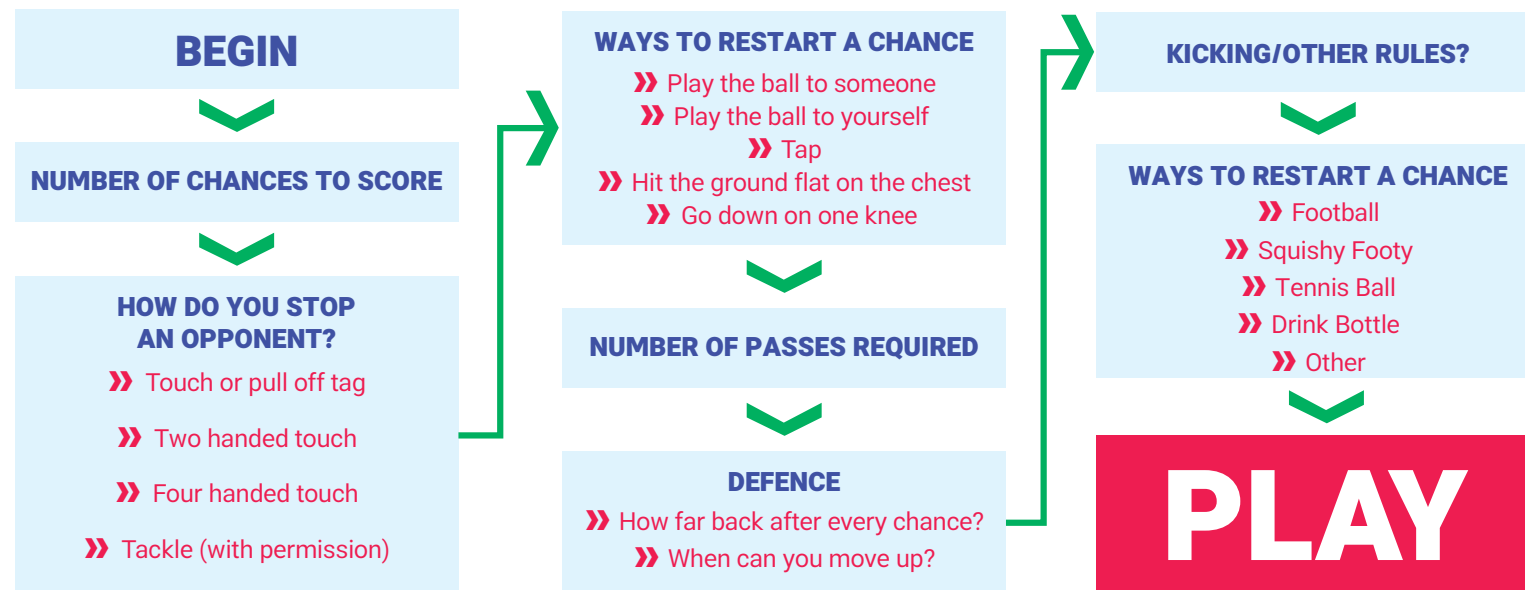 BEGIN
NUMBER OF CHANCES TO SCORE
HOW DO YOU STOP
AN OPPONENT?
Touch or pull off tag
Two handed touch
Four handed touch
Tackle (with permission)
WAYS TO RESTART A CHANCE
Play the ball to someone
Play the ball to yourself
Tap
Hit the ground flat on the chest
Go down on one knee
NUMBER OF PASSES REQUIRED
DEFENCE
How far back after every chance?
When can you move up?
KICKING/OTHER RULES?
WAYS TO RESTART A CHANCE
Football
Squishy Footy
Tennis Ball
Drink Bottle
Other
PLAY